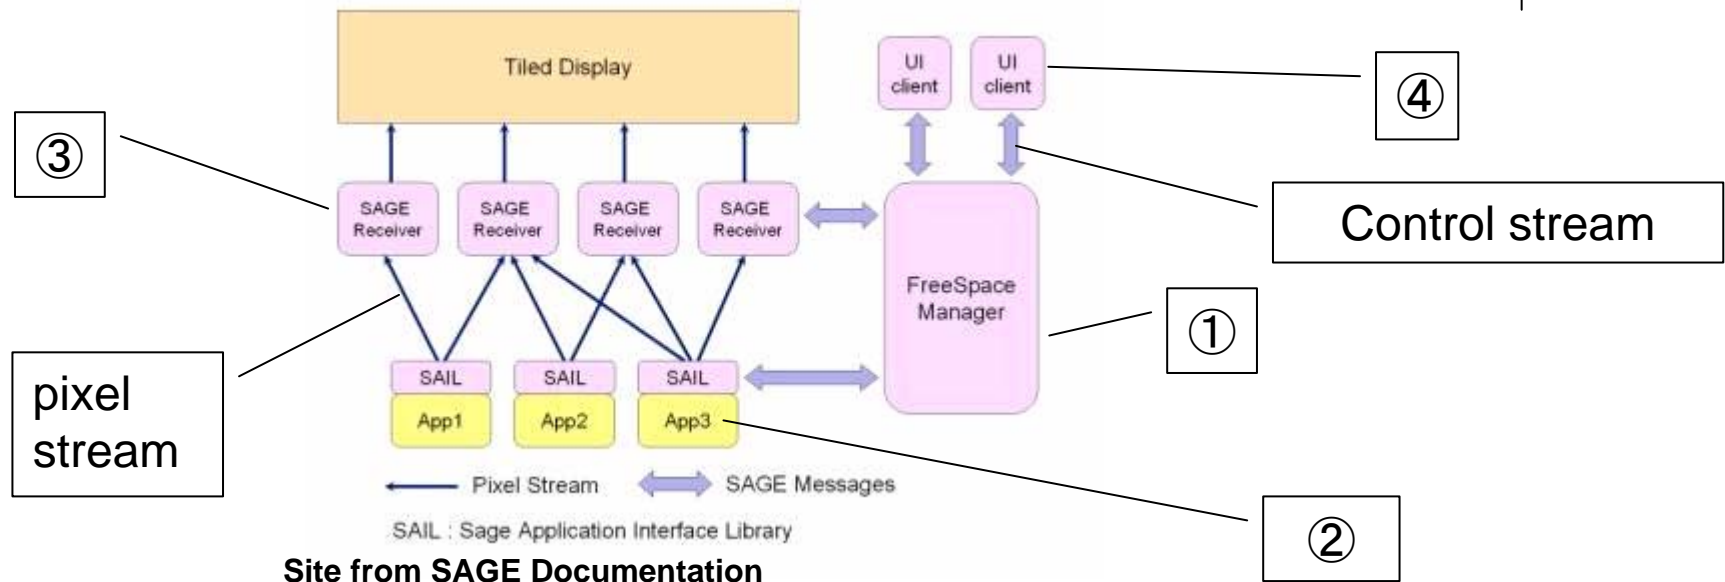 Tiled Display
UI
client
UI
client
④
③
SAGE
Receiver
SAGE
Receiver
SAGE
Receiver
SAGE
Receiver
Control stream
FreeSpace
Manager
①
pixel
stream
SAIL
SAIL
SAIL
App1
App2
App3
Pixel Stream
SAGE Messages
SAIL : Sage Application Interface Library
②
Site from SAGE Documentation